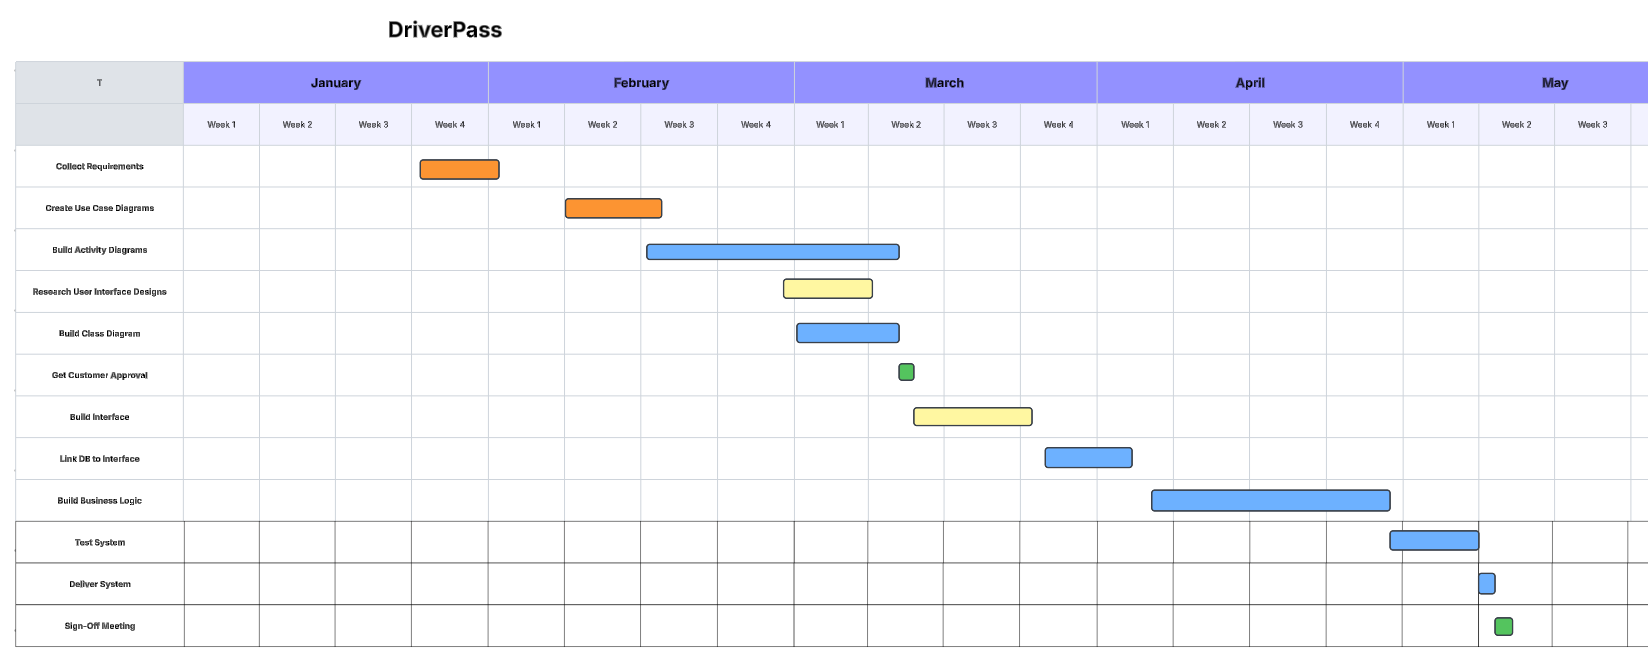 DriverPass
T January February March April May
Week 1 Week 2 Week 3 Week 4 Week 1 Week 2 Week 3 Week 4 Week 1 Week 2 Week 3 Week 4 Week 1 Week 2 Week 3 Week 4 Week 1 Week 2 Week 3
Collect Requirements
Create Use Case Diagrams
Build Activity Diagrams
Research User Interface Designs
Build Class Diagram
Get Customer Approval
Build Interface
Link DB to Interface
Build Business Logic
Test System
Deliver System
Sign-Off Meeting